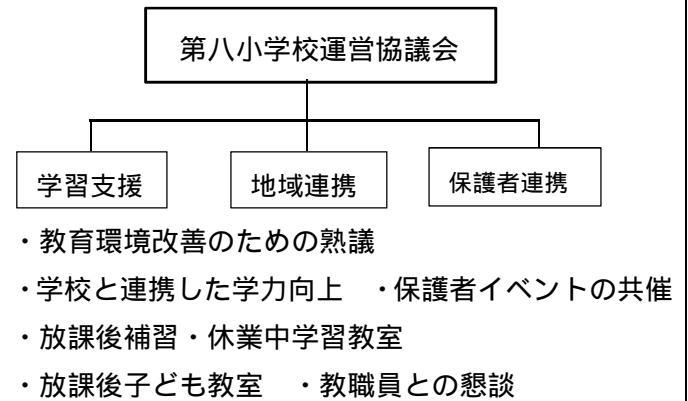 第八小学校運営協議会
学習支援　地域連携　保護者連携
・教育環境改善のための熟議
・学校と連携した学力向上　・保護者イベントの共催
・放課後補習・休業中学習教室
・放課後子ども教室　・教職員との懇談